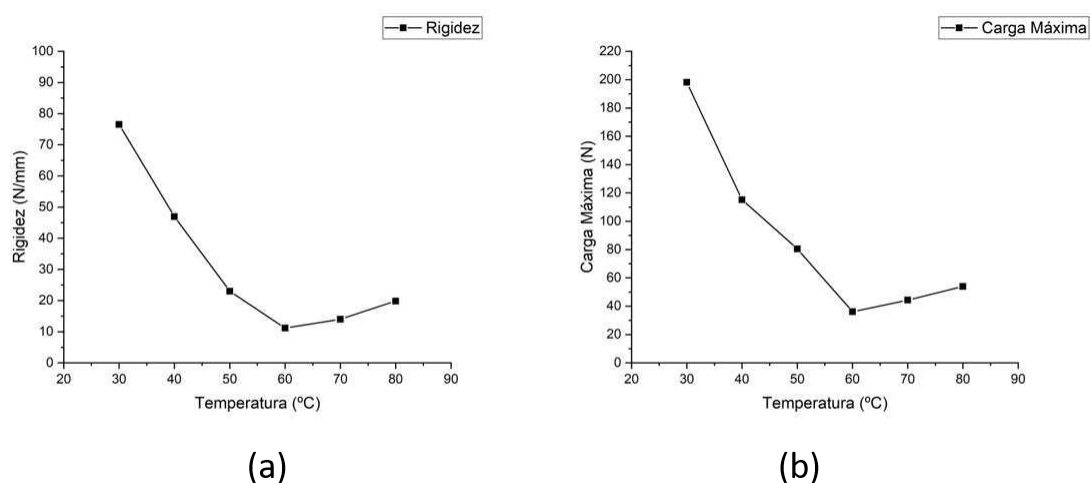 Rigidez
100
90
80
70
60
50
40
30
20
10
0
Rigidez (N/mm)
20 30 40 50 60 70 80 90
Temperatura (ºC)
(a)
Carga Máxima
220
200
180
160
140
120
100
80
60
40
20
0
Carga Máxima (N)
20 30 40 50 60 70 80 90
Temperatura (ºC)
(b)